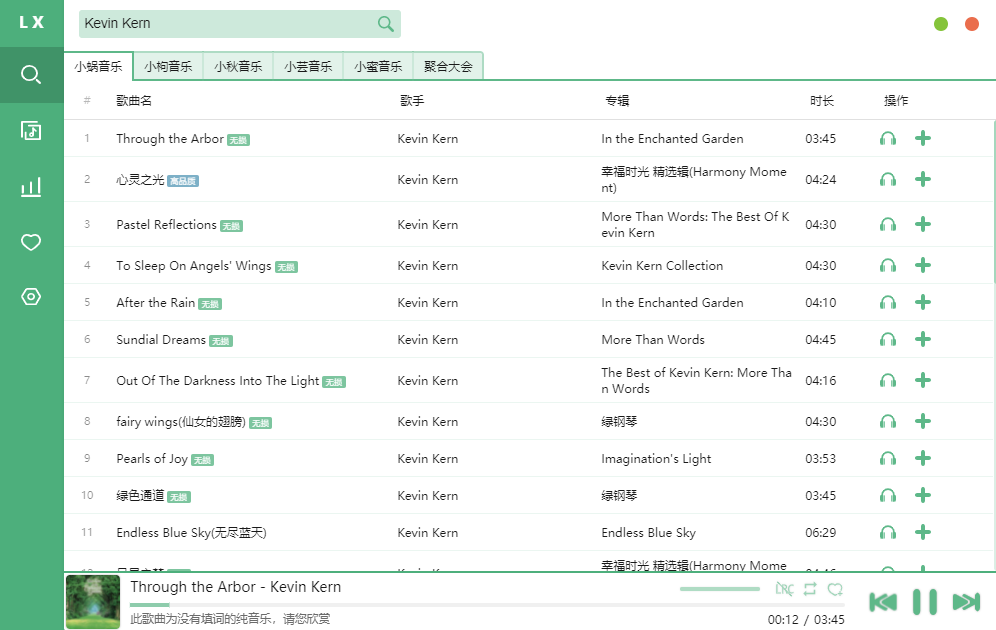 L X
Kevin Kern
小蜗音乐 小枸音乐 小秋音乐 小芸音乐 小蜜音乐 聚合大会
# 歌曲名 歌手 专辑 时长 操作
1 Through the Arbor 无损 Kevin Kern In the Enchanted Garden 03:45
2 心灵之光 高品质 Kevin Kern 幸福时光 精选辑(Harmony Mome
nt) 04:24
3 Pastel Reflections 无损 Kevin Kern More Than Words: The Best Of K
evin Kern 04:30
4 To Sleep On Angels' Wings 无损 Kevin Kern Kevin Kern Collection 04:30
5 After the Rain 无损 Kevin Kern In the Enchanted Garden 04:10
6 Sundial Dreams 无损 Kevin Kern More Than Words 04:45
7 Out Of The Darkness Into The Light 无损 Kevin Kern The Best of Kevin Kern: More Tha
n Words 04:16
8 fairy wings(仙女的翅膀) 无损 Kevin Kern 绿钢琴 04:30
9 Pearls of Joy 无损 Kevin Kern Imagination's Light 03:53
10 绿色通道 无损 Kevin Kern 绿钢琴 03:45
11 Endless Blue Sky(无尽蓝天) Kevin Kern Endless Blue Sky 06:29
幸福时光 精选辑(Harmony Mome
Through the Arbor - Kevin Kern
LRC
此歌曲为没有填词的纯音乐，请您欣赏
00:12 / 03:45